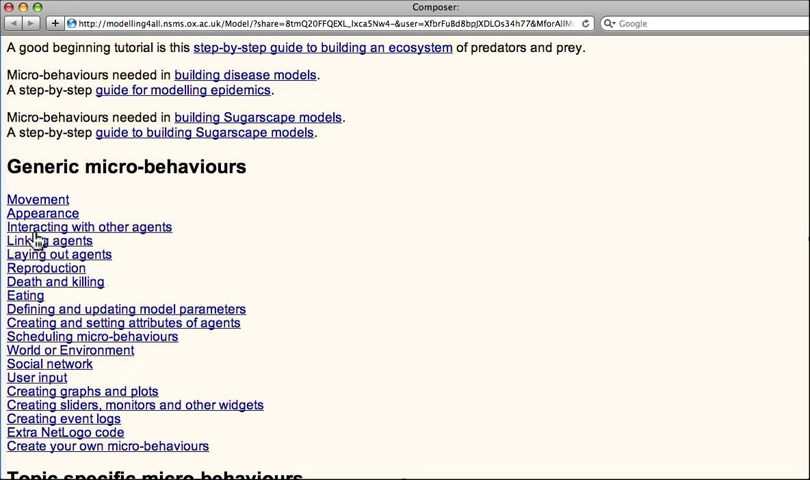 Composer:
http://modelling4all.nsms.ox.ac.uk/Model/?share=8tmQ20FFQEXL_Ixca5Nw4-&user=XfbrFuBd8bpJXDLOs34h77&MforAllM
Google
A good beginning tutorial is this step-by-step guide to building an ecosystem of predators and prey.
Micro-behaviours needed in building disease models.
A step-by-step guide for modelling epidemics.
Micro-behaviours needed in building Sugarscape models.
A step-by-step guide to building Sugarscape models.
Generic micro-behaviours
Movement
Appearance
Interacting with other agents
Linking agents
Laying out agents
Reproduction
Death and killing
Eating
Defining and updating model parameters
Creating and setting attributes of agents
Scheduling micro-behaviours
World or Environment
Social network
User input
Creating graphs and plots
Creating sliders, monitors and other widgets
Creating event logs
Extra NetLogo code
Create your own micro-behaviours
Topic specific micro-behaviours